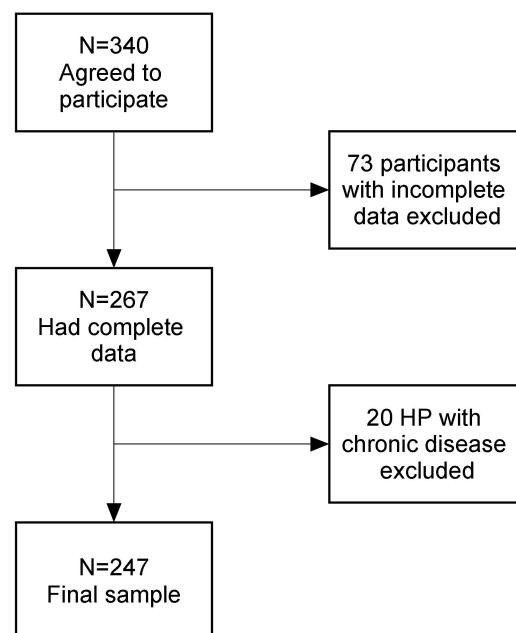 N=340
Agreed to
participate
73 participants
with incomplete
data excluded
N=267
Had complete
data
20 HP with
chronic disease
excluded
N=247
Final sample